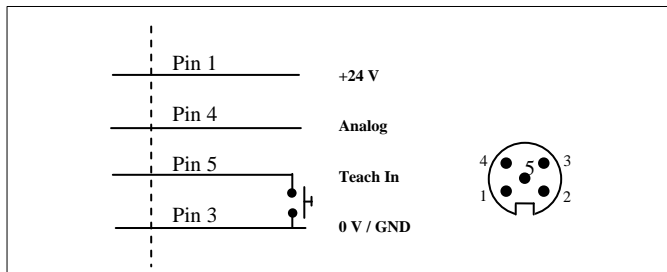 Pin 1
+24 V
Pin 4
Analog
Pin 5
Teach In
Pin 3
0 V / GND
4
5
3
1
2